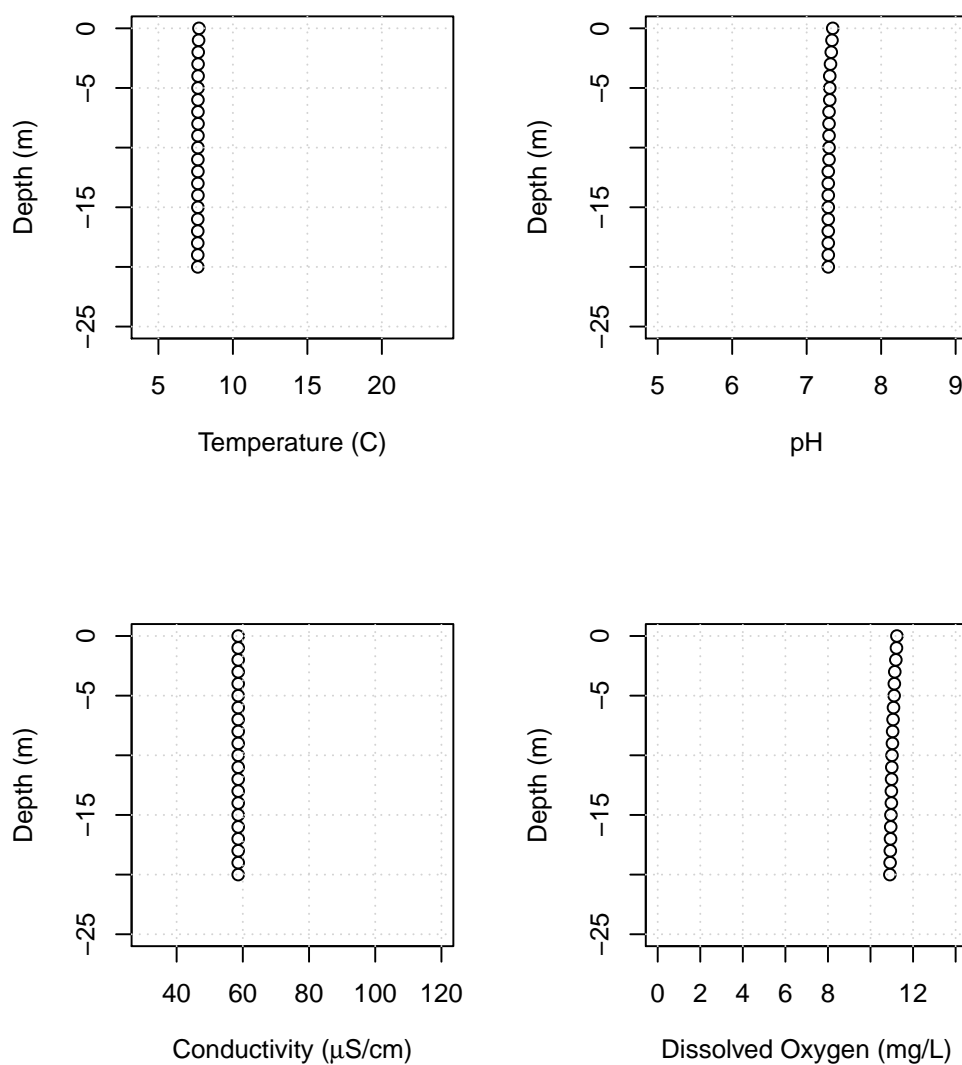 0
−5
−15
−25
Depth (m)
5 10 15 20
Temperature (C)
0
−5
−15
−25
Depth (m)
5 6 7 8 9
pH
0
−5
−15
−25
Depth (m)
40 60 80 100 120
Conductivity (µS/cm)
0
−5
−15
−25
Depth (m)
0 2 4 6 8 12
Dissolved Oxygen (mg/L)